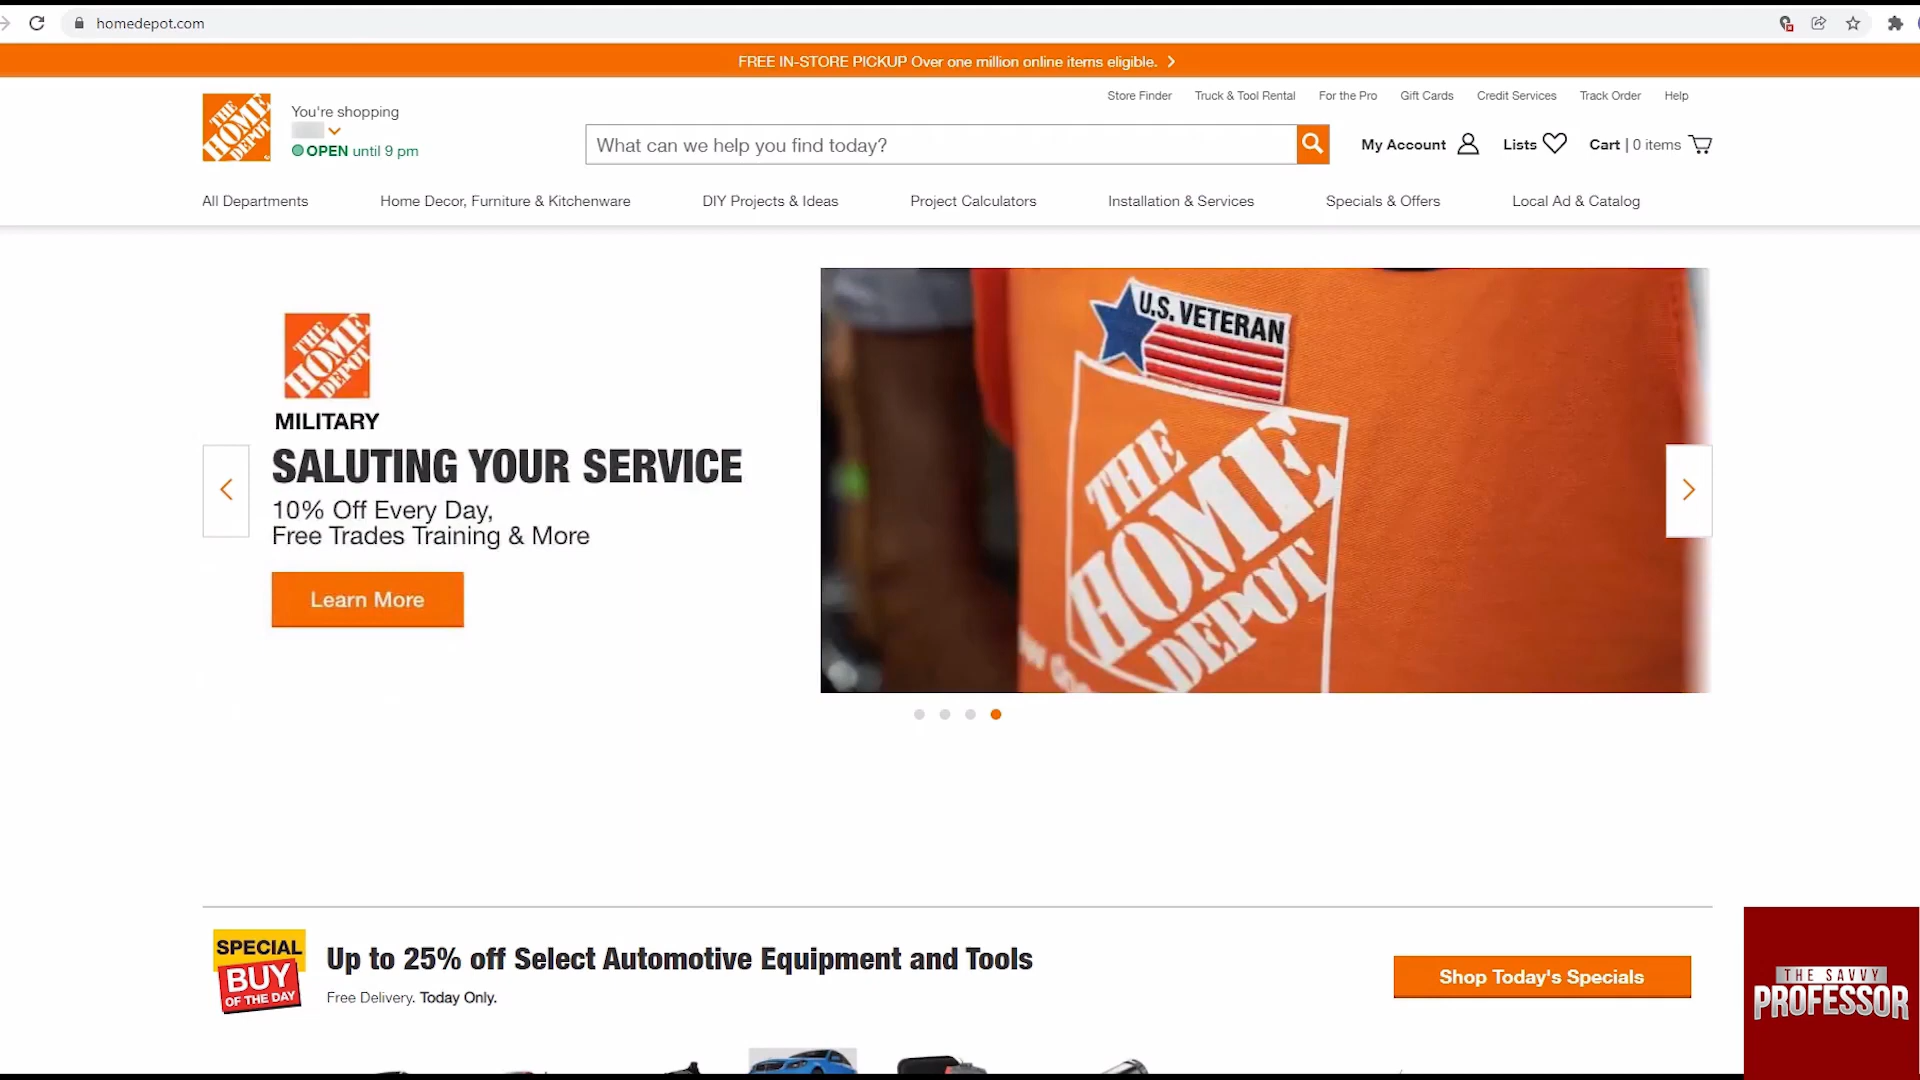 homedepot.com
FREE IN-STORE PICKUP Over one million online items eligible.
Store Finder
Truck & Tool Rental
For the Pro
Gift Cards
Credit Services
Track Order
Help
THE HOME DEPOT
You're shopping
OPEN until 9 pm
What can we help you find today?
My Account
Lists
Cart | 0 items
All Departments
Home Decor, Furniture & Kitchenware
DIY Projects & Ideas
Project Calculators
Installation & Services
Specials & Offers
Local Ad & Catalog
THE HOME DEPOT
MILITARY
SALUTING YOUR SERVICE
10% Off Every Day,
Free Trades Training & More
Learn More
U.S. VETERAN
THE
HOME
DEPOT
SPECIAL
BUY
OF THE DAY
Up to 25% off Select Automotive Equipment and Tools
Free Delivery. Today Only.
Shop Today's Specials
THE SAVVY
PROFESSOR